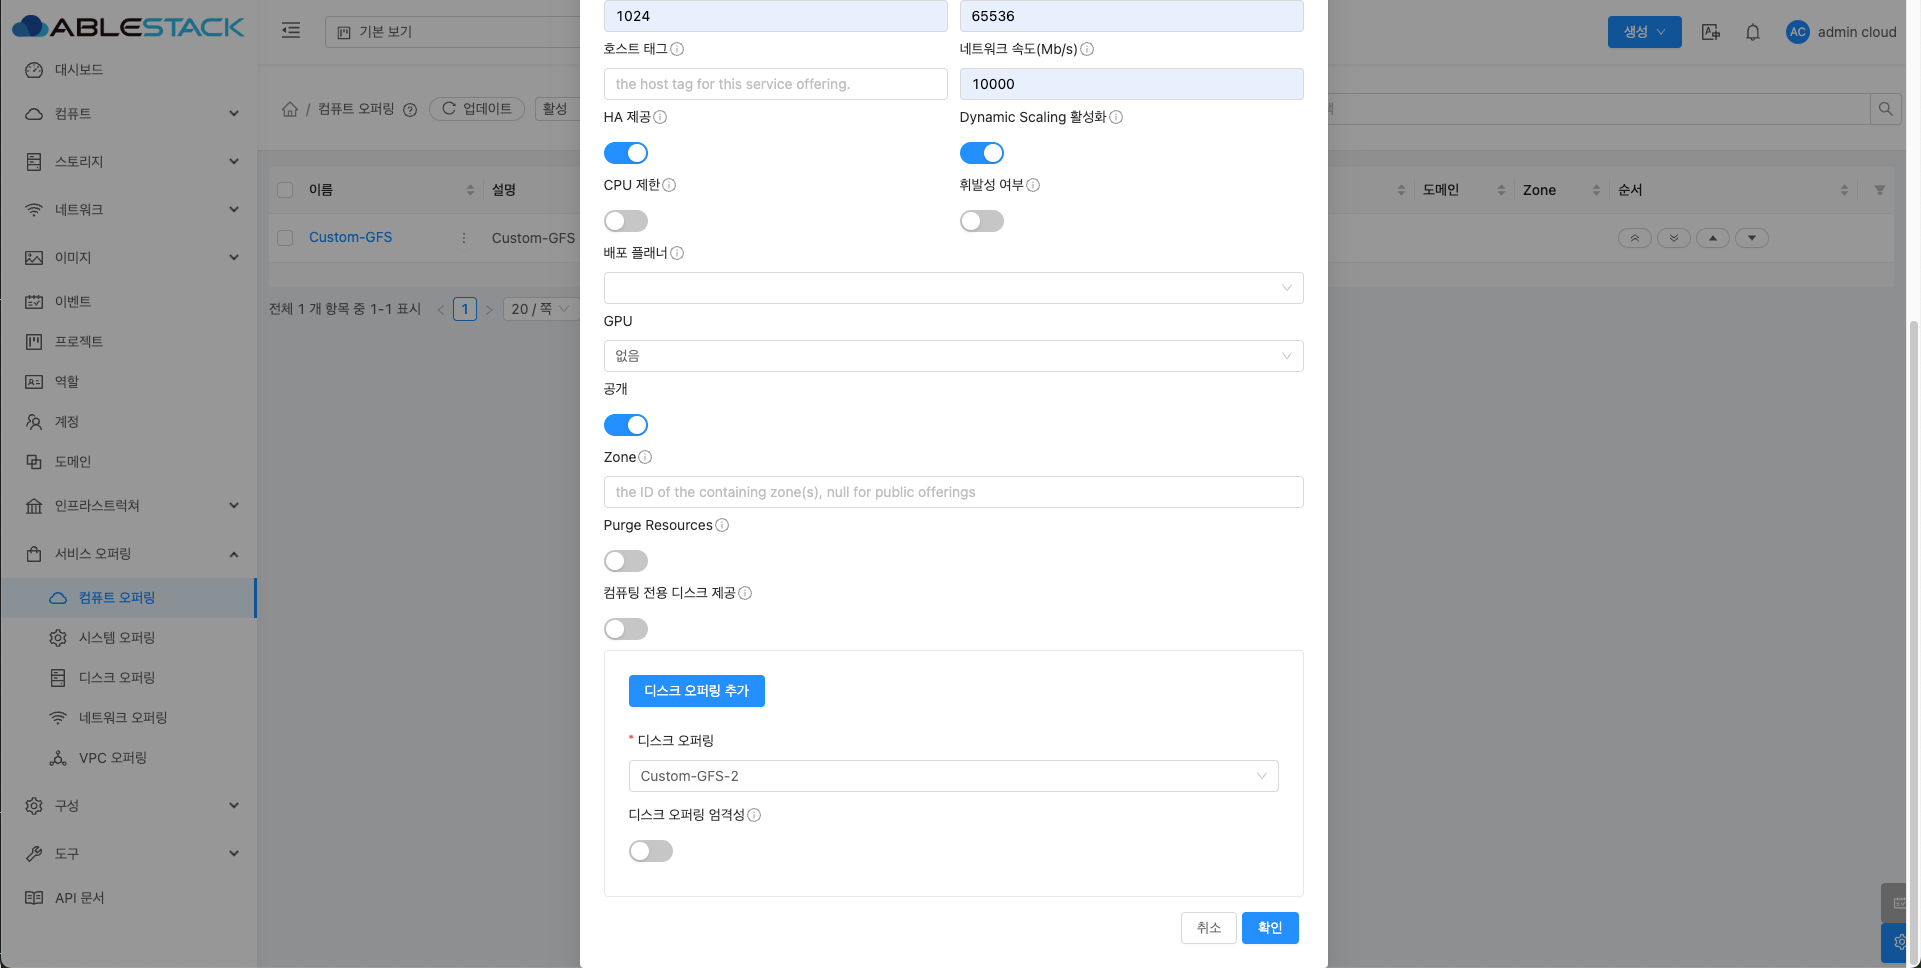 ABLESTACK
대시보드
컴퓨트
스토리지
네트워크
이미지
이벤트
프로젝트
역할
계정
도메인
인프라스트럭쳐
서비스 오퍼링
컴퓨트 오퍼링
시스템 오퍼링
디스크 오퍼링
네트워크 오퍼링
VPC 오퍼링
구성
도구
API 문서
기본 보기
생성
AC admin cloud
/ 컴퓨트 오퍼링
업데이트
활성
이름
설명
도메인
Zone
순서
Custom-GFS
Custom-GFS
전체 1 개 항목 중 1-1 표시
1
20 / 쪽
1024
65536
호스트 태그
네트워크 속도(Mb/s)
the host tag for this service offering.
10000
HA 제공
Dynamic Scaling 활성화
CPU 제한
휘발성 여부
배포 플래너
GPU
없음
공개
Zone
the ID of the containing zone(s), null for public offerings
Purge Resources
컴퓨팅 전용 디스크 제공
디스크 오퍼링 추가
* 디스크 오퍼링
Custom-GFS-2
디스크 오퍼링 엄격성
취소
확인